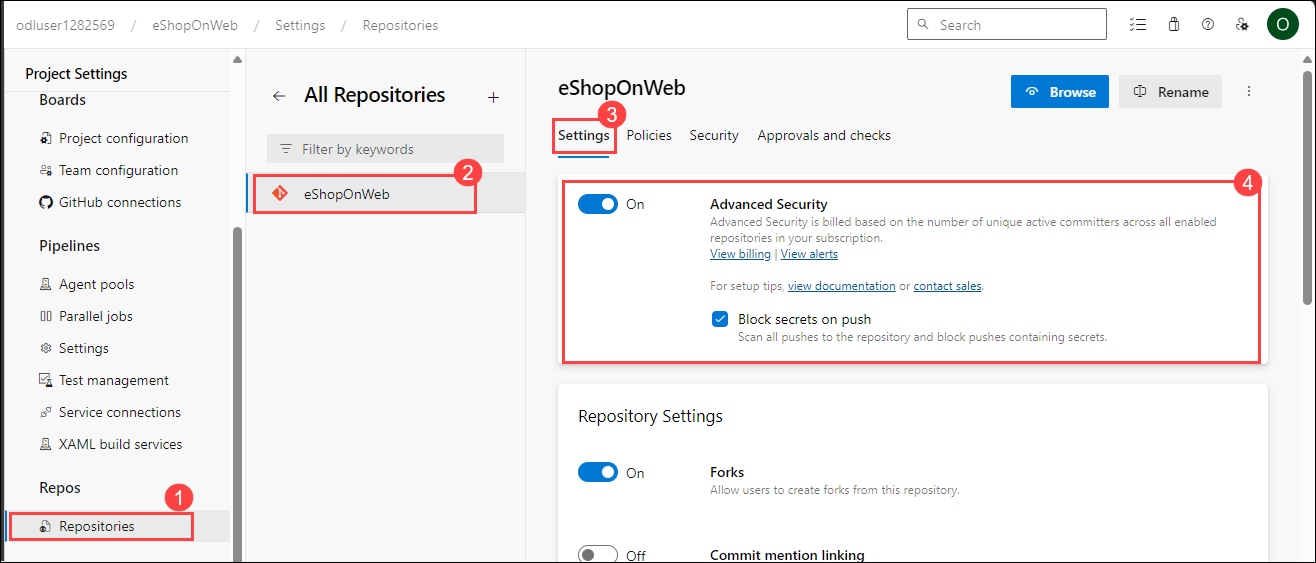 odluser1282569 / eShopOnWeb / Settings / Repositories
Search
O
Project Settings
Boards
Project configuration
Team configuration
GitHub connections
Pipelines
Agent pools
Parallel jobs
Settings
Test management
Service connections
XAML build services
Repos
1
Repositories
All Repositories
Filter by keywords
2
eShopOnWeb
eShopOnWeb
Browse
Rename
3
Settings Policies Security Approvals and checks
4
On
Advanced Security
Advanced Security is billed based on the number of unique active committers across all enabled
repositories in your subscription.
View billing | View alerts
For setup tips, view documentation or contact sales.
Block secrets on push
Scan all pushes to the repository and block pushes containing secrets.
Repository Settings
On
Forks
Allow users to create forks from this repository.
Off
Commit mention linking